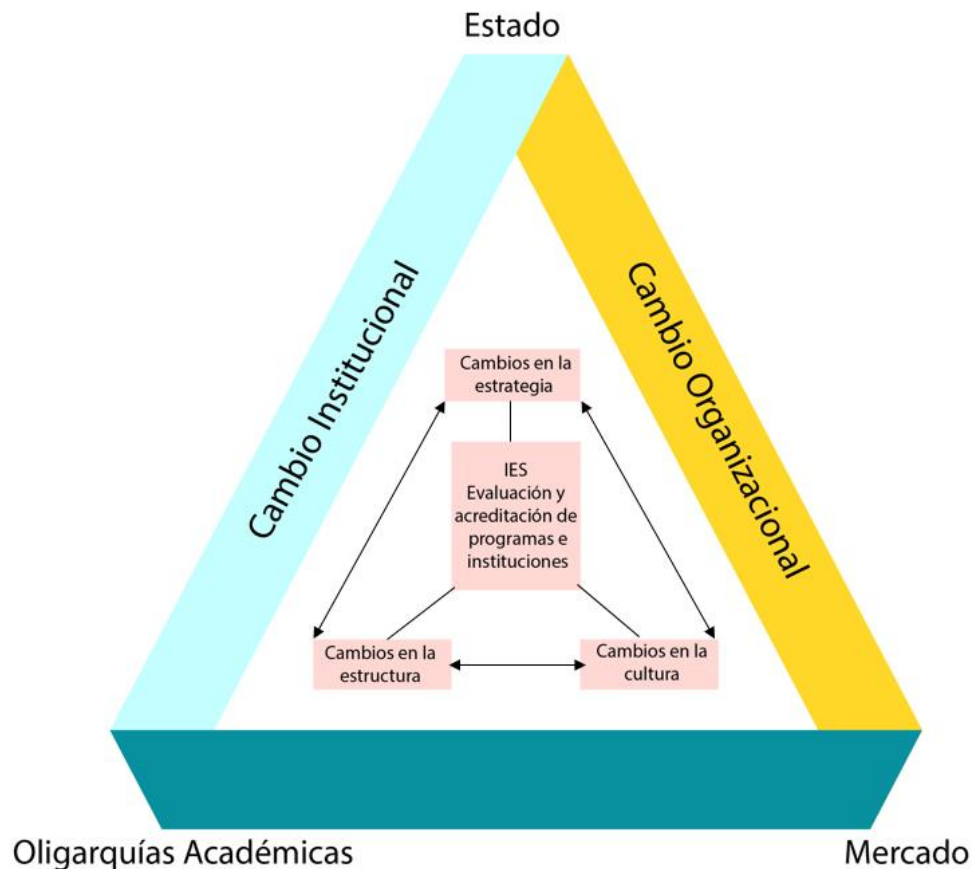 Estado
Cambio Institucional
Cambio Organizacional
Cambios en la
estrategia
IES
Evaluación y
acreditación de
programas e
instituciones
Cambios en la
estructura
Cambios en la
cultura
Oligarquías Académicas
Mercado